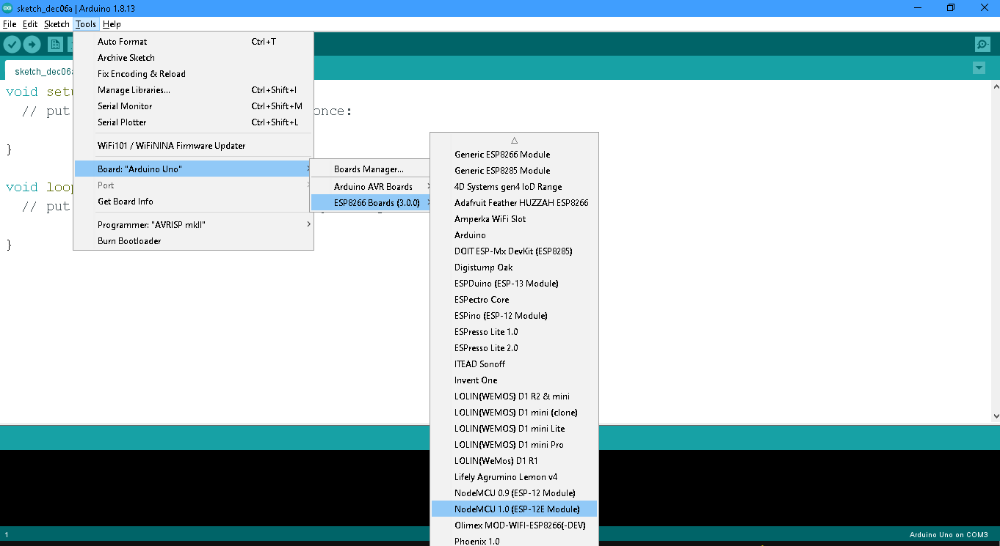 sketch_dec06a | Arduino 1.8.13
File Edit Sketch Tools Help
sketch_dec06a
Auto Format Ctrl+T
Archive Sketch
Fix Encoding & Reload
Manage Libraries... Ctrl+Shift+I
Serial Monitor Ctrl+Shift+M
Serial Plotter Ctrl+Shift+L
WiFi101 / WiFiNINA Firmware Updater
Board: "Arduino Uno"
Port
Get Board Info
Programmer: "AVRISP mkII"
Burn Bootloader
void
// put once:
}
void loop
// put
}
Boards Manager...
Arduino AVR Boards
ESP8266 Boards (3.0.0)
Generic ESP8266 Module
Generic ESP8285 Module
4D Systems gen4 IoD Range
Adafruit Feather HUZZAH ESP8266
Amperka WiFi Slot
Arduino
DOIT ESP-Mx DevKit (ESP8285)
Digistump Oak
ESPDuino (ESP-13 Module)
ESPectro Core
ESPino (ESP-12 Module)
ESPresso Lite 1.0
ESPresso Lite 2.0
ITEAD Sonoff
Invent One
LOLIN(WEMOS) D1 R2 & mini
LOLIN(WEMOS) D1 mini (clone)
LOLIN(WEMOS) D1 mini Lite
LOLIN(WEMOS) D1 mini Pro
LOLIN(WeMos) D1 R1
Lifely Agrumino Lemon v4
NodeMCU 0.9 (ESP-12 Module)
NodeMCU 1.0 (ESP-12E Module)
Olimex MOD-WIFI-ESP8266(-DEV)
Phoenix 1.0
1
Arduino Uno on COM3